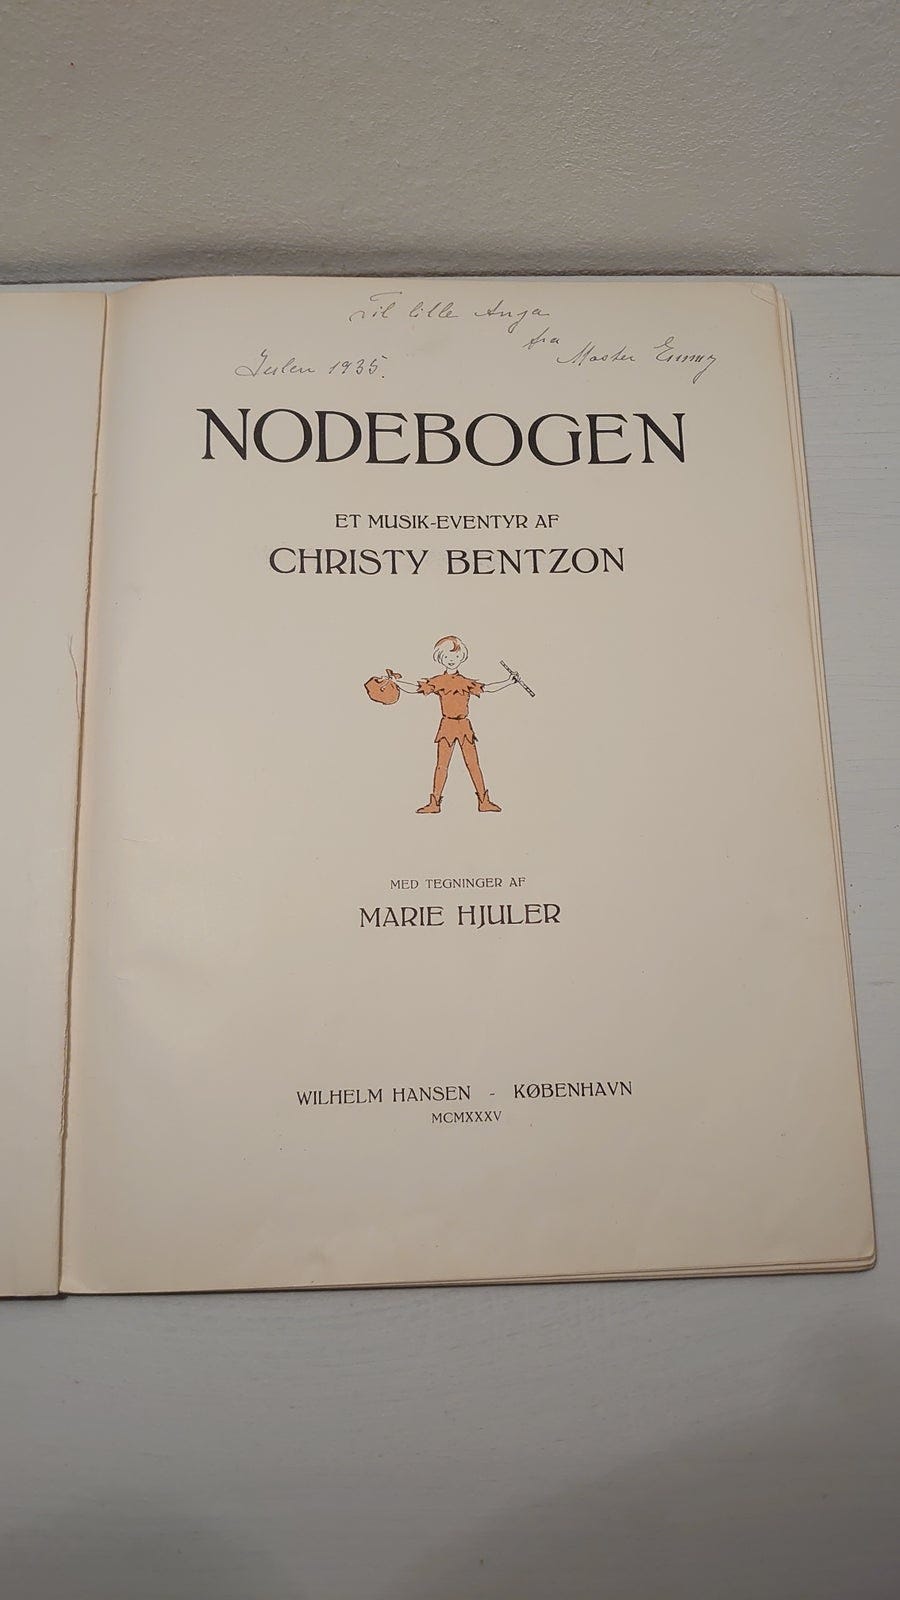 Til lille Anja
fra Moster Emmy
Julen 1935.
NODEBOGEN
ET MUSIK-EVENTYR AF
CHRISTY BENTZON
MED TEGNINGER AF
MARIE HJULER
WILHELM HANSEN - KØBENHAVN
MCMXXXV